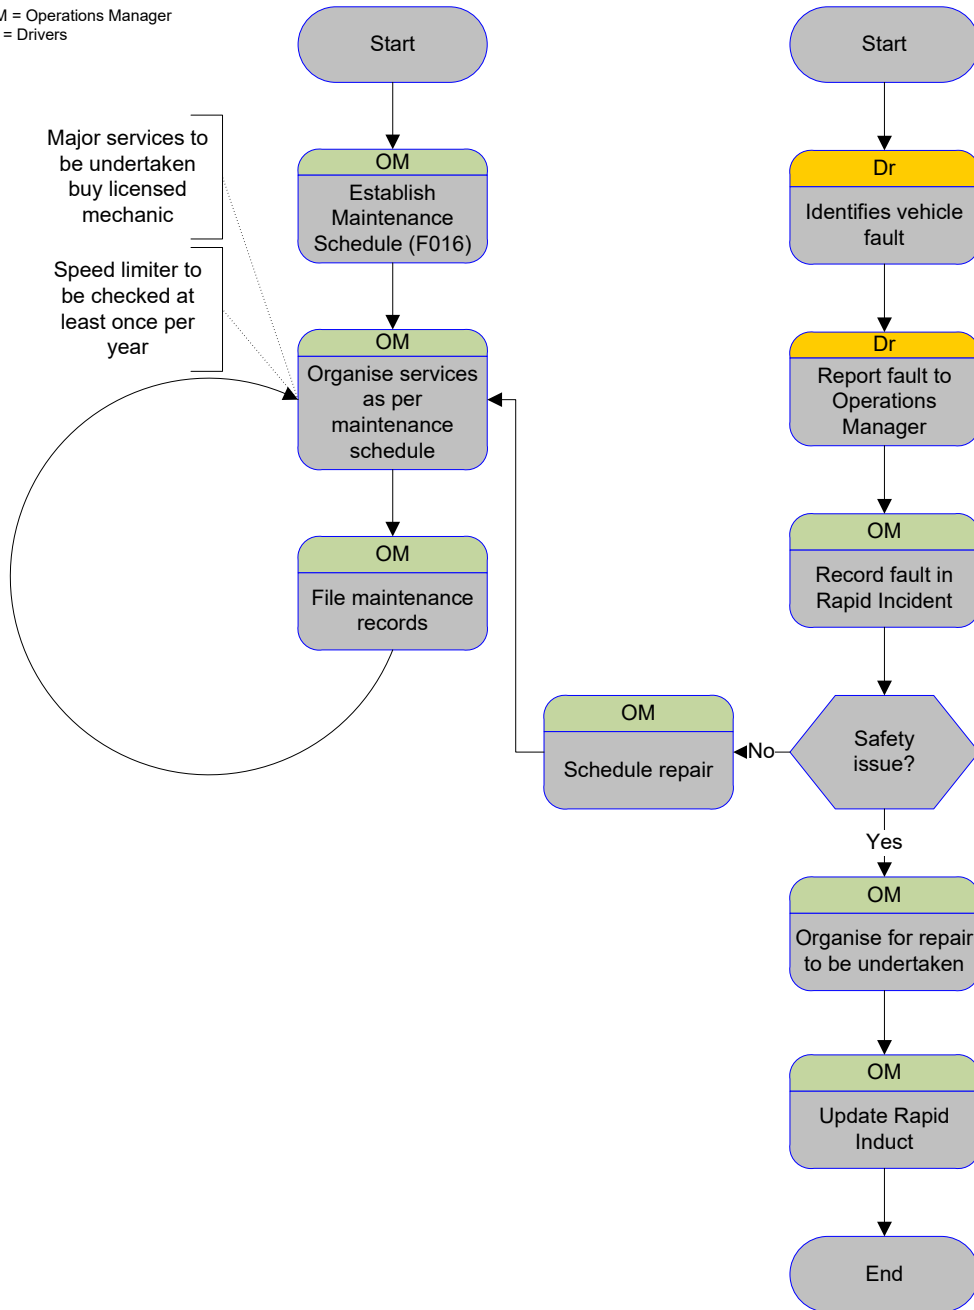 M = Operations Manager
= Drivers
Start
Start
Major services to
be undertaken
buy licensed
mechanic
OM
Establish
Maintenance
Schedule (F016)
Dr
Identifies vehicle
fault
Speed limiter to
be checked at
least once per
year
OM
Organise services
as per
maintenance
schedule
Dr
Report fault to
Operations
Manager
OM
File maintenance
records
OM
Record fault in
Rapid Incident
OM
Schedule repair
No
Safety
issue?
Yes
OM
Organise for repair
to be undertaken
OM
Update Rapid
Induct
End